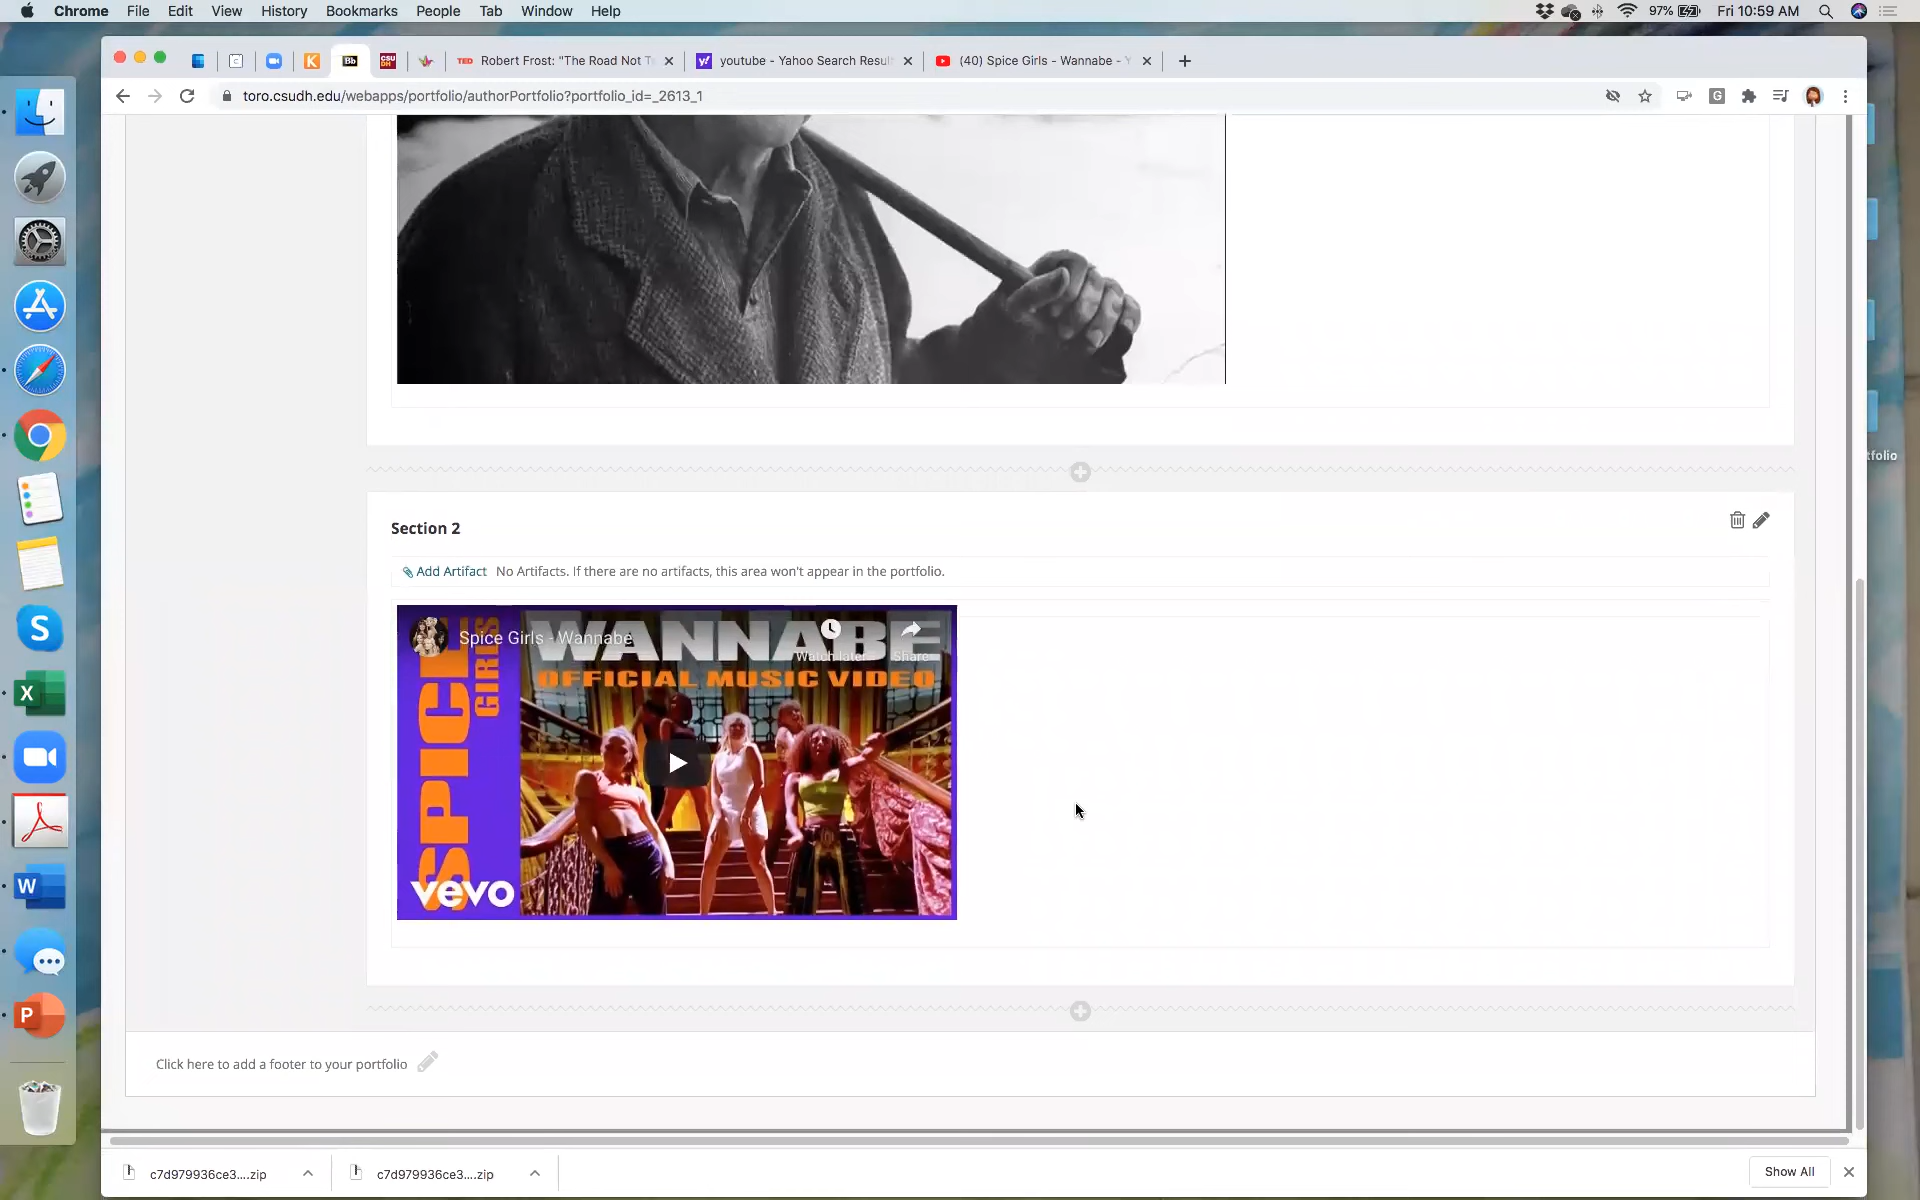 Chrome File Edit View History Bookmarks People Tab Window Help
97% Fri 10:59 AM
Bb CSU DH TED Robert Frost: "The Road Not T youtube - Yahoo Search Resul (40) Spice Girls - Wannabe - Y
toro.csudh.edu/webapps/portfolio/authorPortfolio?portfolio_id=_2613_1
tfolio
Section 2
Add Artifact No Artifacts. If there are no artifacts, this area won't appear in the portfolio.
Spice Girls - Wannabe
WANNABE
Watch later Share
OFFICIAL MUSIC VIDEO
SPICE GIRLS
vevo
Click here to add a footer to your portfolio
c7d979936ce3....zip c7d979936ce3....zip Show All